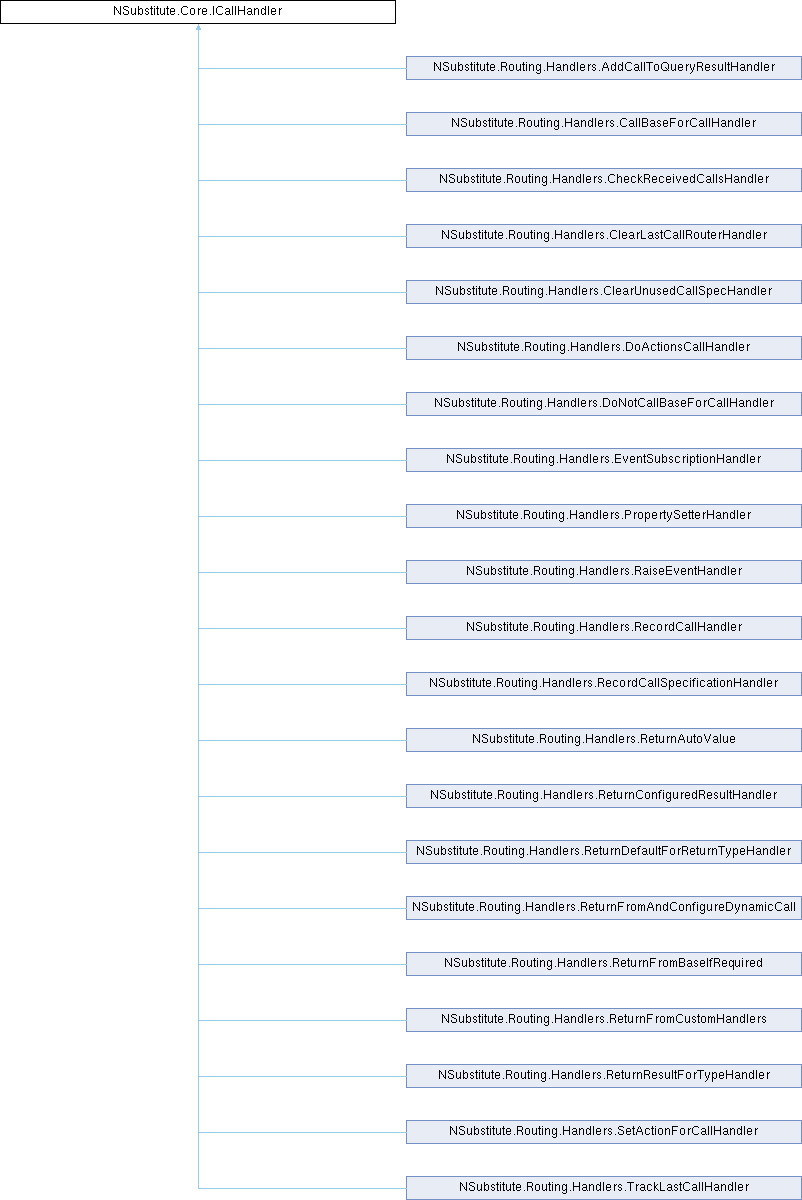 NSubstitute.Core.ICallHandler
NSubstitute.Routing.Handlers.AddCallToQueryResultHandler
NSubstitute.Routing.Handlers.CallBaseForCallHandler
NSubstitute.Routing.Handlers.CheckReceivedCallsHandler
NSubstitute.Routing.Handlers.ClearLastCallRouterHandler
NSubstitute.Routing.Handlers.ClearUnusedCallSpecHandler
NSubstitute.Routing.Handlers.DoActionsCallHandler
NSubstitute.Routing.Handlers.DoNotCallBaseForCallHandler
NSubstitute.Routing.Handlers.EventSubscriptionHandler
NSubstitute.Routing.Handlers.PropertySetterHandler
NSubstitute.Routing.Handlers.RaiseEventHandler
NSubstitute.Routing.Handlers.RecordCallHandler
NSubstitute.Routing.Handlers.RecordCallSpecificationHandler
NSubstitute.Routing.Handlers.ReturnAutoValue
NSubstitute.Routing.Handlers.ReturnConfiguredResultHandler
NSubstitute.Routing.Handlers.ReturnDefaultForReturnTypeHandler
NSubstitute.Routing.Handlers.ReturnFromAndConfigureDynamicCall
NSubstitute.Routing.Handlers.ReturnFromBaseIfRequired
NSubstitute.Routing.Handlers.ReturnFromCustomHandlers
NSubstitute.Routing.Handlers.ReturnResultForTypeHandler
NSubstitute.Routing.Handlers.SetActionForCallHandler
NSubstitute.Routing.Handlers.TrackLastCallHandler